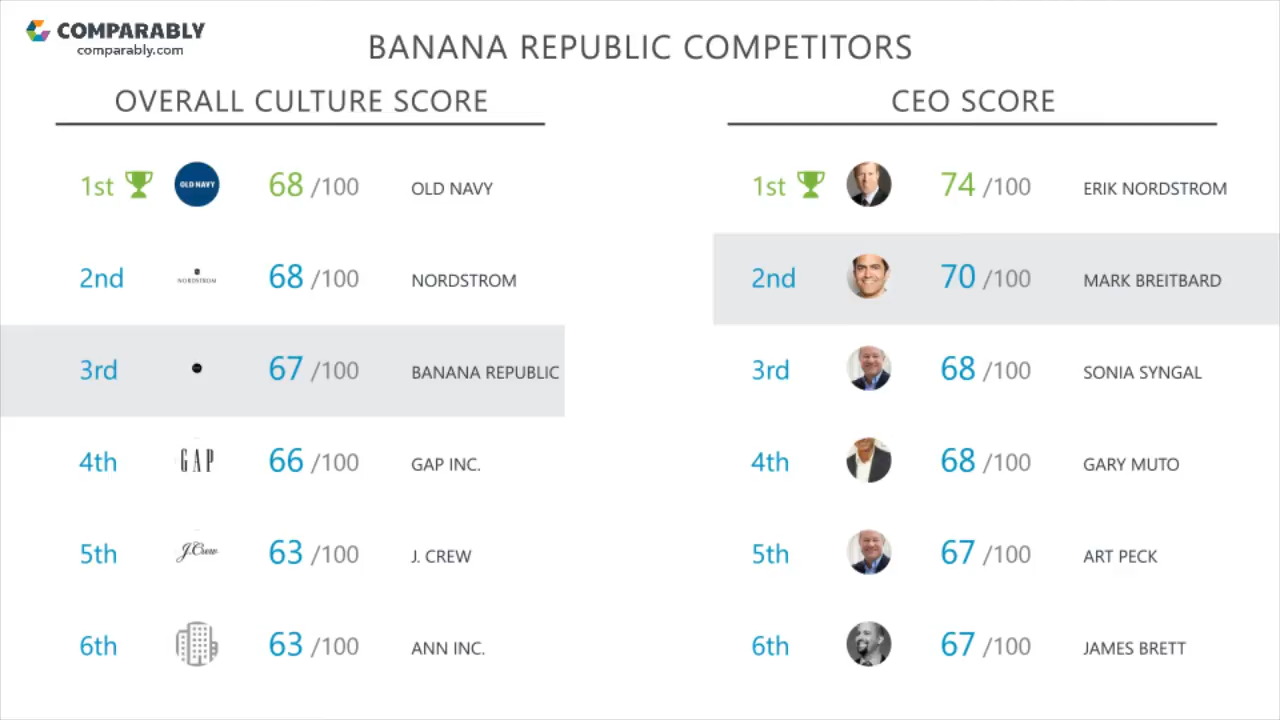 COMPARABLY
comparably.com
BANANA REPUBLIC COMPETITORS
OVERALL CULTURE SCORE
1st OLD NAVY 68 /100 OLD NAVY
2nd NORDSTROM 68 /100 NORDSTROM
3rd 67 /100 BANANA REPUBLIC
4th GAP 66 /100 GAP INC.
5th J.Crew 63 /100 J. CREW
6th 63 /100 ANN INC.
CEO SCORE
1st 74 /100 ERIK NORDSTROM
2nd 70 /100 MARK BREITBARD
3rd 68 /100 SONIA SYNGAL
4th 68 /100 GARY MUTO
5th 67 /100 ART PECK
6th 67 /100 JAMES BRETT